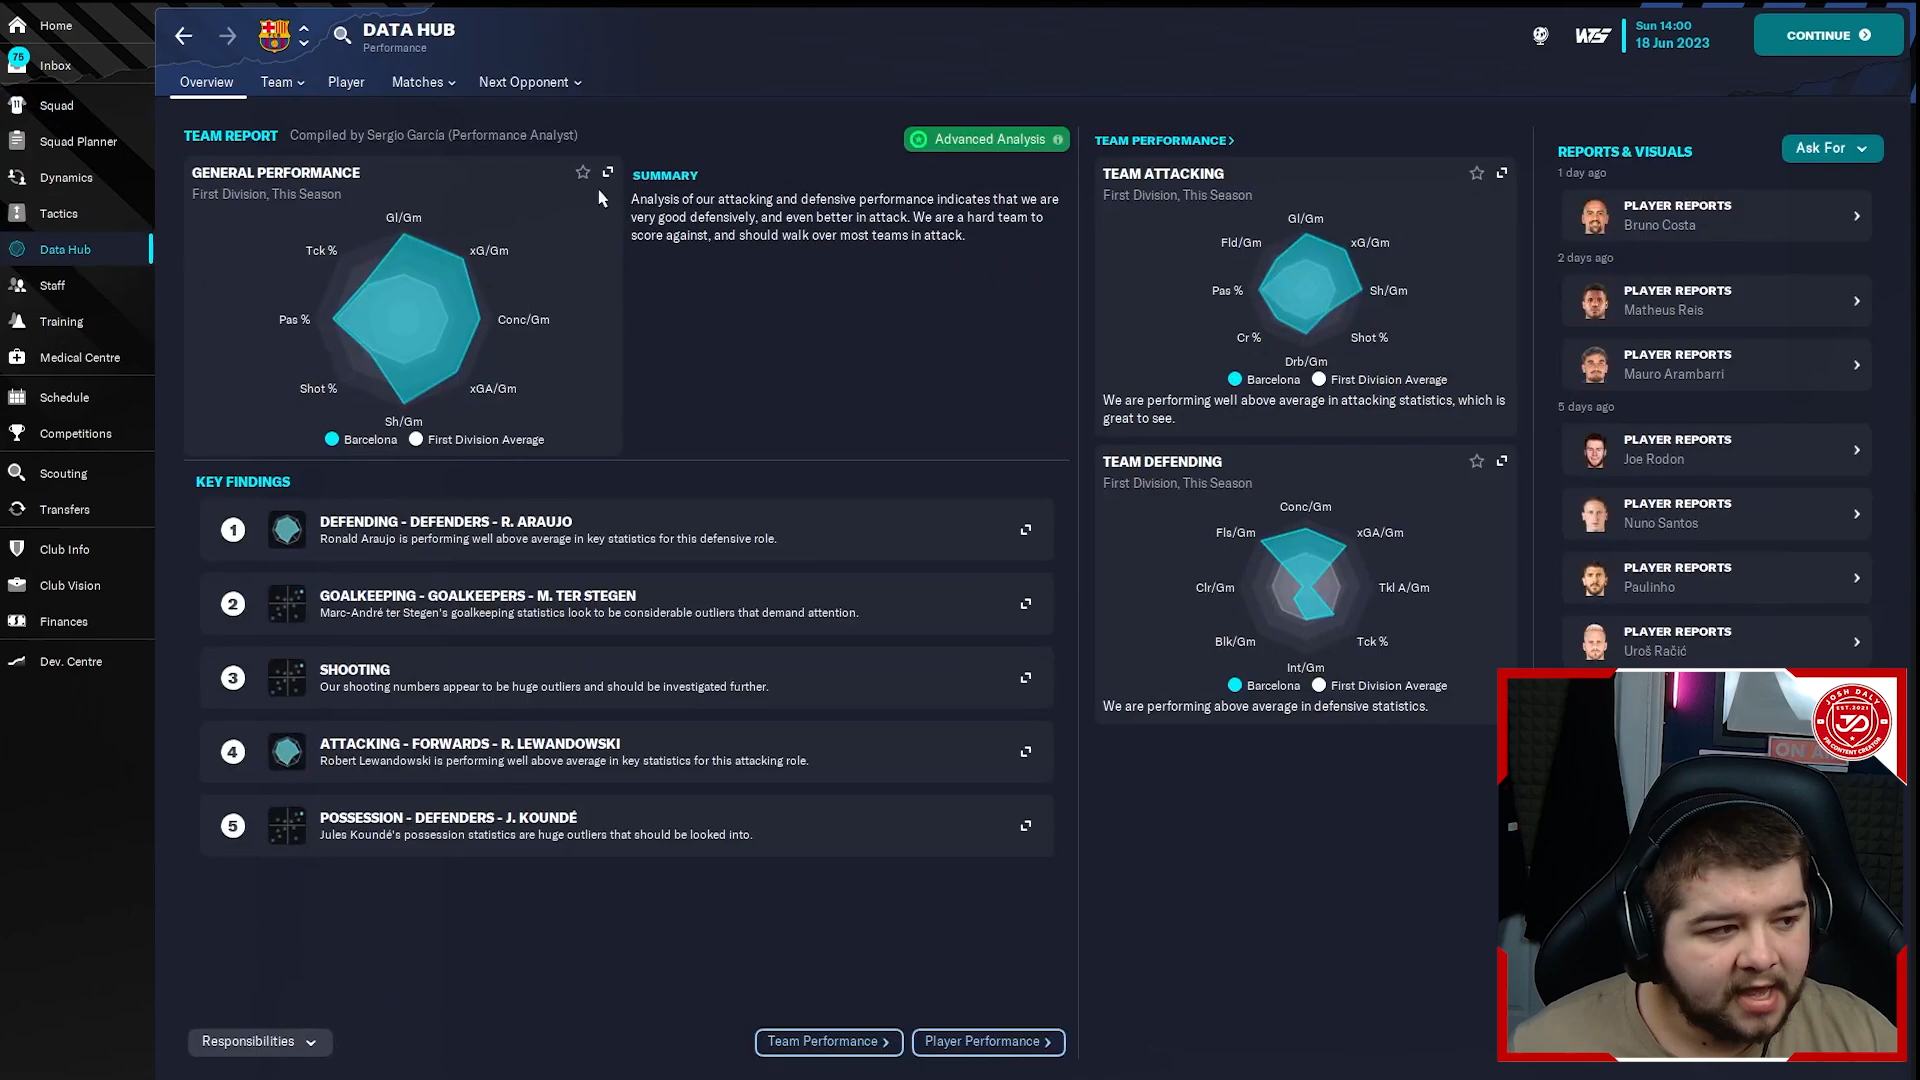 Home
75
Inbox
Squad
Squad Planner
Dynamics
Tactics
Data Hub
Staff
Training
Medical Centre
Schedule
Competitions
Scouting
Transfers
Club Info
Club Vision
Finances
Dev. Centre
DATA HUB
Performance
Sun 14:00
18 Jun 2023
CONTINUE
Overview
Team
Player
Matches
Next Opponent
TEAM REPORT Compiled by Sergio García (Performance Analyst)
Advanced Analysis
GENERAL PERFORMANCE
First Division, This Season
Gl/Gm
Tck %
xG/Gm
Pas %
Conc/Gm
Shot %
xGA/Gm
Sh/Gm
Barcelona First Division Average
SUMMARY
Analysis of our attacking and defensive performance indicates that we are
very good defensively, and even better in attack. We are a hard team to
score against, and should walk over most teams in attack.
KEY FINDINGS
1
DEFENDING - DEFENDERS - R. ARAUJO
Ronald Araujo is performing well above average in key statistics for this defensive role.
2
GOALKEEPING - GOALKEEPERS - M. TER STEGEN
Marc-André ter Stegen's goalkeeping statistics look to be considerable outliers that demand attention.
3
SHOOTING
Our shooting numbers appear to be huge outliers and should be investigated further.
4
ATTACKING - FORWARDS - R. LEWANDOWSKI
Robert Lewandowski is performing well above average in key statistics for this attacking role.
5
POSSESSION - DEFENDERS - J. KOUNDÉ
Jules Koundé's possession statistics are huge outliers that should be looked into.
Responsibilities
Team Performance >
Player Performance >
TEAM PERFORMANCE >
TEAM ATTACKING
First Division, This Season
Gl/Gm
Fld/Gm
xG/Gm
Pas %
Sh/Gm
Cr %
Shot %
Drb/Gm
Barcelona First Division Average
We are performing well above average in attacking statistics, which is
great to see.
TEAM DEFENDING
First Division, This Season
Conc/Gm
Fls/Gm
xGA/Gm
Clr/Gm
Tkl A/Gm
Blk/Gm
Tck %
Int/Gm
Barcelona First Division Average
We are performing above average in defensive statistics.
REPORTS & VISUALS
Ask For
1 day ago
PLAYER REPORTS
Bruno Costa
2 days ago
PLAYER REPORTS
Matheus Reis
PLAYER REPORTS
Mauro Arambarri
5 days ago
PLAYER REPORTS
Joe Rodon
PLAYER REPORTS
Nuno Santos
PLAYER REPORTS
Paulinho
PLAYER REPORTS
Uroš Račić
JOSH DALY
EST.2021
JD
FM CONTENT CREATOR
ON A